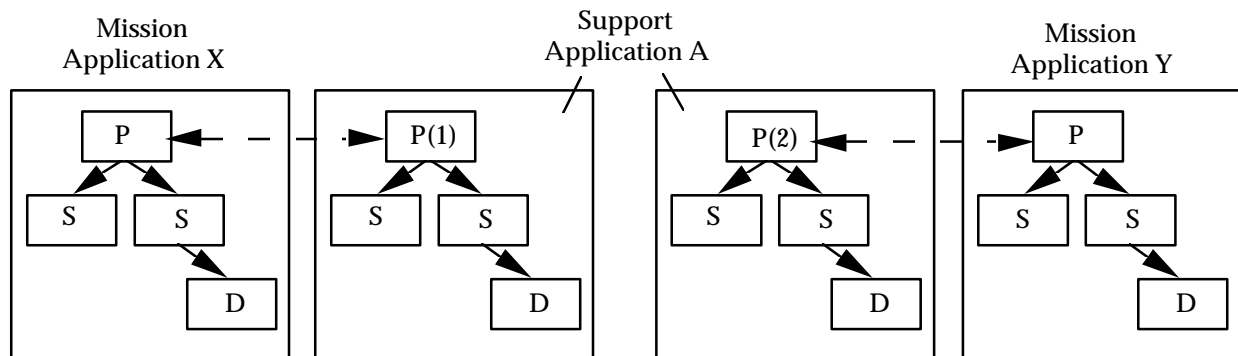 Mission
Application X
Support
Application A
Mission
Application Y
P
P(1)
P(2)
P
S
S
S
S
S
S
S
S
D
D
D
D